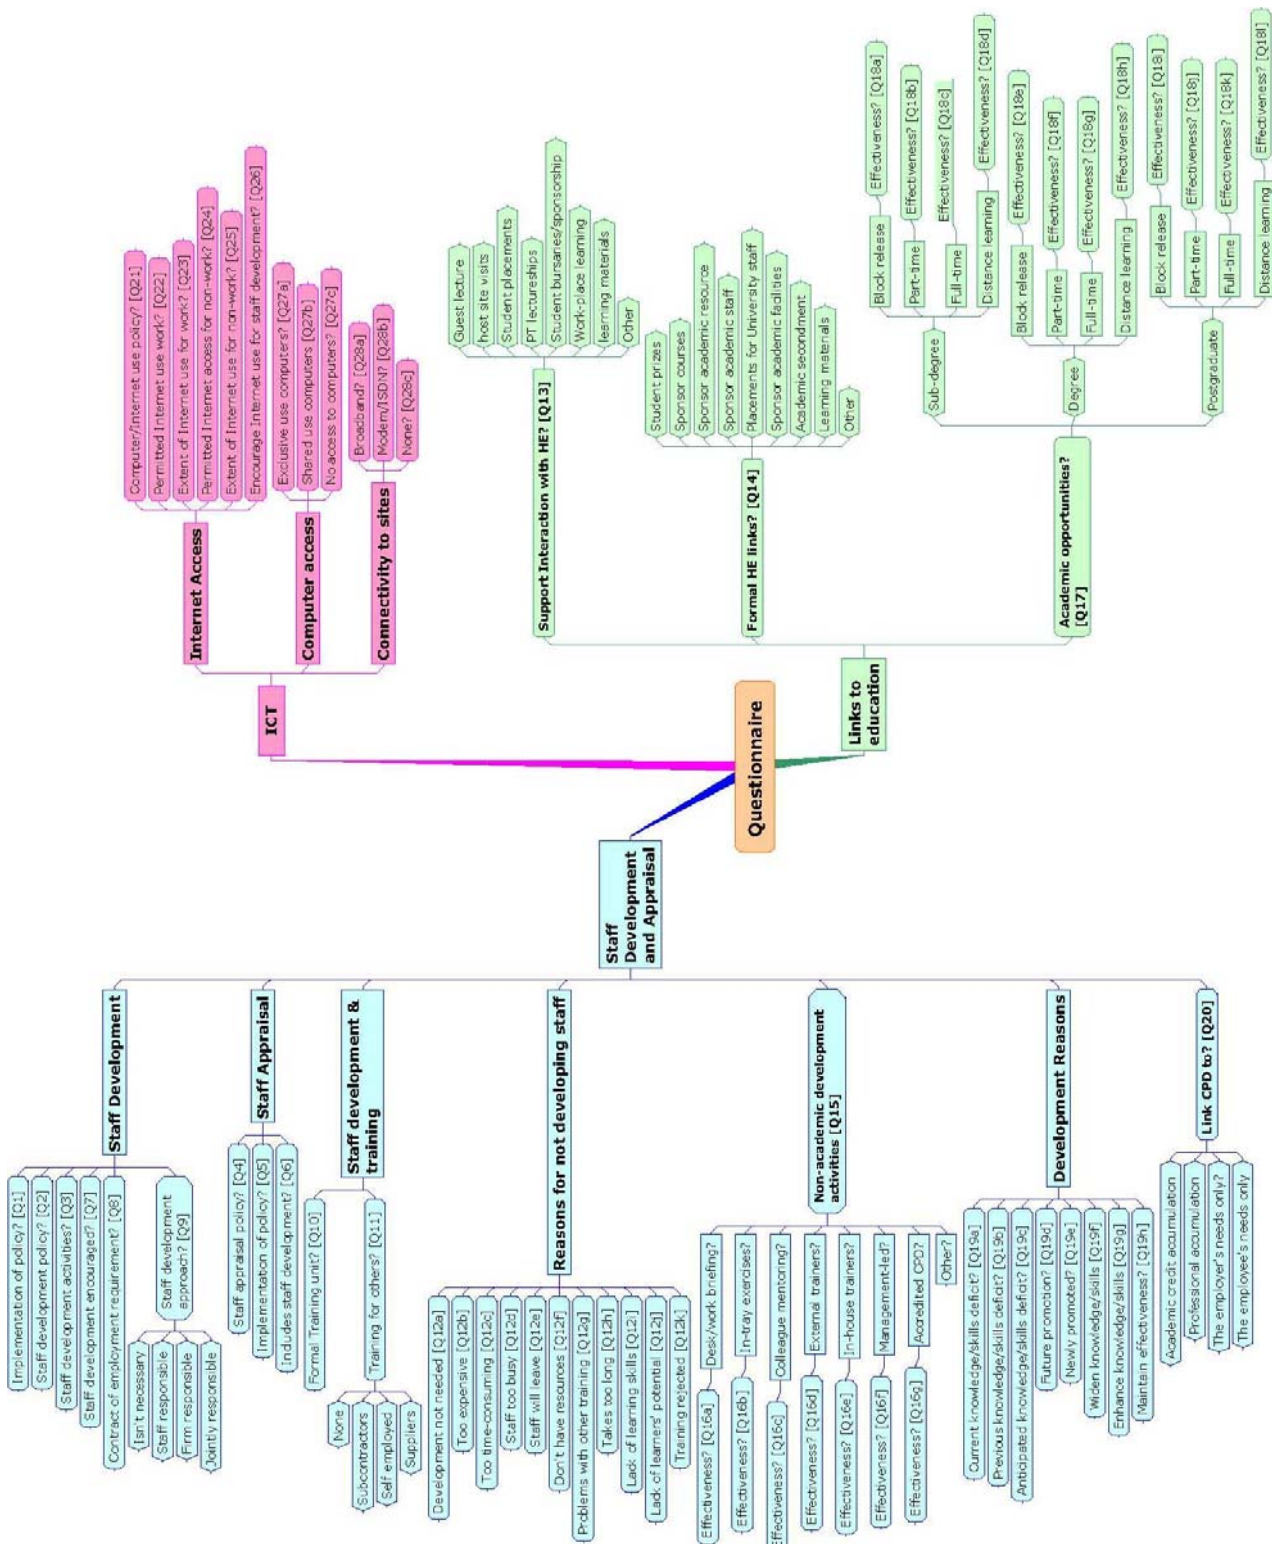 Questionnaire
ICT
Internet Access
Computer/Internet use policy? [Q21]
Permitted Internet use work? [Q22]
Extent of Internet use for work? [Q23]
Permitted Internet access for non-work? [Q24]
Extent of Internet use for non-work? [Q25]
Encourage Internet use for staff development? [Q26]
Computer access
Exclusive use computers? [Q27a]
Shared use computers [Q27b]
No access to computers? [Q27c]
Connectivity to sites
Broadband? [Q28a]
Modem/ISDN? [Q28b]
None? [Q28c]
Links to
education
Support Interaction with HE? [Q13]
Guest lecture
host site visits
Student placements
PT lectureships
Student bursaries/sponsorship
Work-place learning
learning materials
Other
Formal HE links? [Q14]
Student prizes
Sponsor courses
Sponsor academic resource
Sponsor academic staff
Placements for University staff
Sponsor academic facilities
Academic secondment
Learning materials
Other
Academic opportunities?
[Q17]
Sub-degree
Block release
Effectiveness? [Q18a]
Part-time
Effectiveness? [Q18b]
Full-time
Effectiveness? [Q18c]
Distance learning
Effectiveness? [Q18d]
Degree
Block release
Effectiveness? [Q18e]
Part-time
Effectiveness? [Q18f]
Full-time
Effectiveness? [Q18g]
Distance learning
Effectiveness? [Q18h]
Postgraduate
Block release
Effectiveness? [Q18i]
Part-time
Effectiveness? [Q18j]
Full-time
Effectiveness? [Q18k]
Distance learning
Effectiveness? [Q18l]
Staff
Development
and Appraisal
Staff Development
Implementation of policy? [Q1]
Staff development policy? [Q2]
Staff development activities? [Q3]
Staff development encouraged? [Q7]
Contract of employment requirement? [Q8]
Staff development
approach? [Q9]
Isn't necessary
Staff responsible
Firm responsible
Jointly responsible
Staff Appraisal
Staff appraisal policy? [Q4]
Implementation of policy? [Q5]
Includes staff development? [Q6]
Staff development &
training
Formal Training unit? [Q10]
Training for others? [Q11]
None
Subcontractors
Self employed
Suppliers
Reasons for not developing staff
Development not needed [Q12a]
Too expensive [Q12b]
Too time-consuming [Q12c]
Staff too busy [Q12d]
Staff will leave [Q12e]
Don't have resources [Q12f]
Problems with other training [Q12g]
Takes too long [Q12h]
Lack of learning skills [Q12i]
Lack of learners' potential [Q12j]
Training rejected [Q12k]
Non-academic development
activities [Q15]
Desk/work briefing?
Effectiveness? [Q16a]
In-tray exercises?
Effectiveness? [Q16b]
Colleague mentoring?
Effectiveness? [Q16c]
External trainers?
Effectiveness? [Q16d]
In-house trainers?
Effectiveness? [Q16e]
Management-led?
Effectiveness? [Q16f]
Accredited CPD?
Effectiveness? [Q16g]
Other?
Development Reasons
Current knowledge/skills deficit? [Q19a]
Previous knowledge/skills deficit? [Q19b]
Anticipated knowledge/skills deficit? [Q19c]
Future promotion? [Q19d]
Newly promoted? [Q19e]
Widen knowledge/skills [Q19f]
Enhance knowledge/skills [Q19g]
Maintain effectiveness? [Q19h]
Link CPD to? [Q20]
Academic credit accumulation
Professional accumulation
The employer's needs only?
The employee's needs only